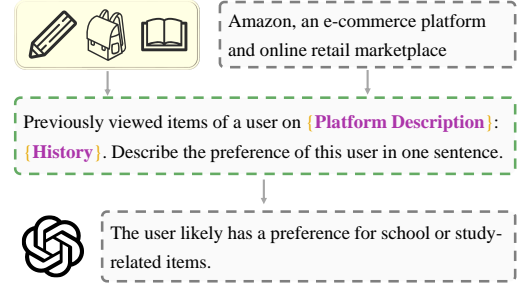 Amazon, an e-commerce platform
and online retail marketplace
Previously viewed items of a user on {Platform Description}:
{History}. Describe the preference of this user in one sentence.
The user likely has a preference for school or study-
related items.